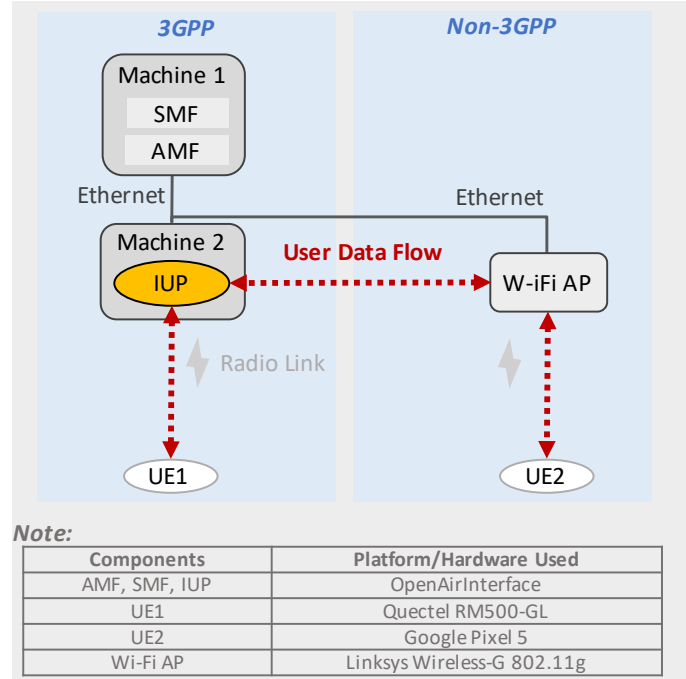 3GPP
Non-3GPP
Machine 1
SMF
AMF
Ethernet
Ethernet
Machine 2
User Data Flow
IUP
W-iFi AP
Radio Link
UE1
UE2
Note:
Components Platform/Hardware Used
AMF, SMF, IUP OpenAirInterface
UE1 Quectel RM500-GL
UE2 Google Pixel 5
Wi-Fi AP Linksys Wireless-G 802.11g